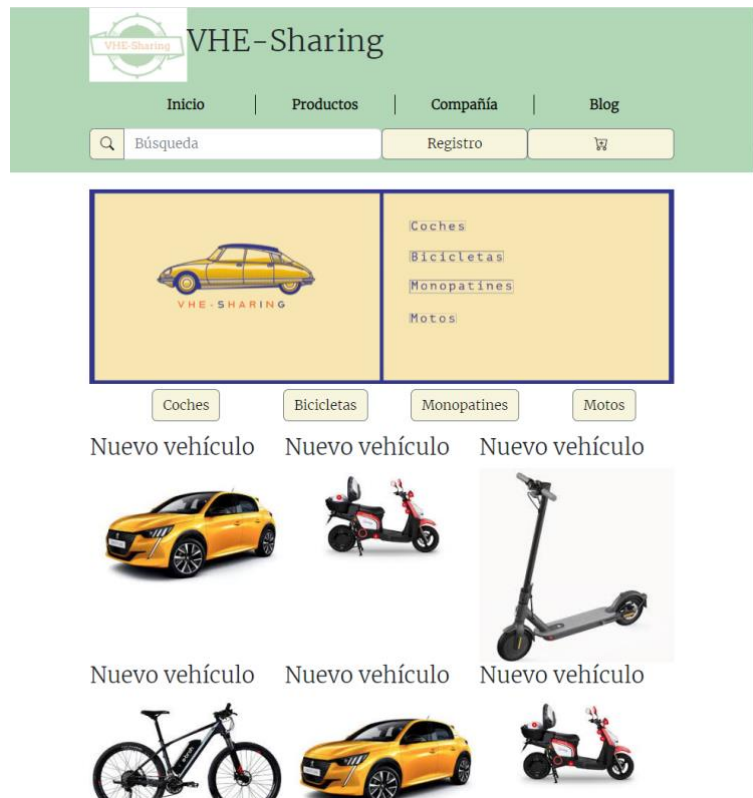 VHE-Sharing
VHE-Sharing
Inicio | Productos | Compañía | Blog
Búsqueda
Registro
Coches
Bicicletas
Monopatines
Motos
VHE-SHARING
Coches Bicicletas Monopatines Motos
Nuevo vehículo Nuevo vehículo Nuevo vehículo
Nuevo vehículo Nuevo vehículo Nuevo vehículo